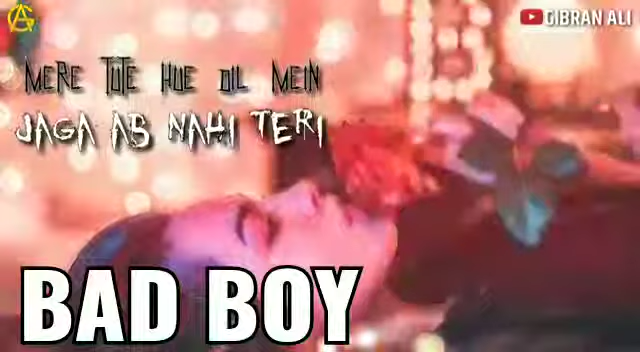 GIBRAN ALI
MERE TUTE HUE DIL MEIN
JAGA AB NAHI TERI
BAD BOY